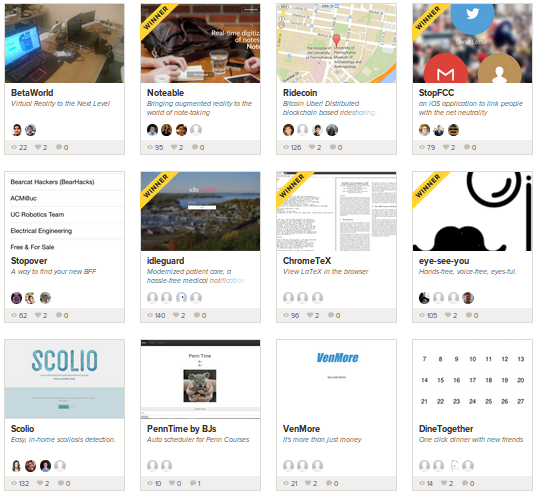 WINNER
Real-time digitiz
of notes
Note
WINNER
BetaWorld
Virtual Reality to the Next Level
22 2 0
Noteable
Bringing augmented reality to the
world of note-taking
95 2 0
Ridecoin
Bitcoin Uber! Distributed
blockchain based ridesharing
126 2 0
StopFCC
an iOS application to link people
with the net neutrality
79 2 0
Bearcat Hackers (BearHacks)
ACM@uc
UC Robotics Team
Electrical Engineering
Free & For Sale
Stopover
A way to find your new BFF
62 2 0
WINNER
idleguard
Modernized patient care, a
hassle-free medical notification
140 2 0
WINNER
ChromeTeX
View LaTeX in the browser
96 2 0
WINNER
eye-see-you
Hands-free, voice-free, eyes-ful.
105 2 0
SCOLIO
Scolio
Easy, in-home scoliosis detection.
132 2 0
Penn Time
PennTime by BJs
Auto scheduler for Penn Courses
10 0 1
VenMore
VenMore
It's more than just money
21 2 0
7 8 9 10 11 12 13
14 15 16 17 18 19 20
21 22 23 24 25 26 27
DineTogether
One click dinner with new friends
14 2 0